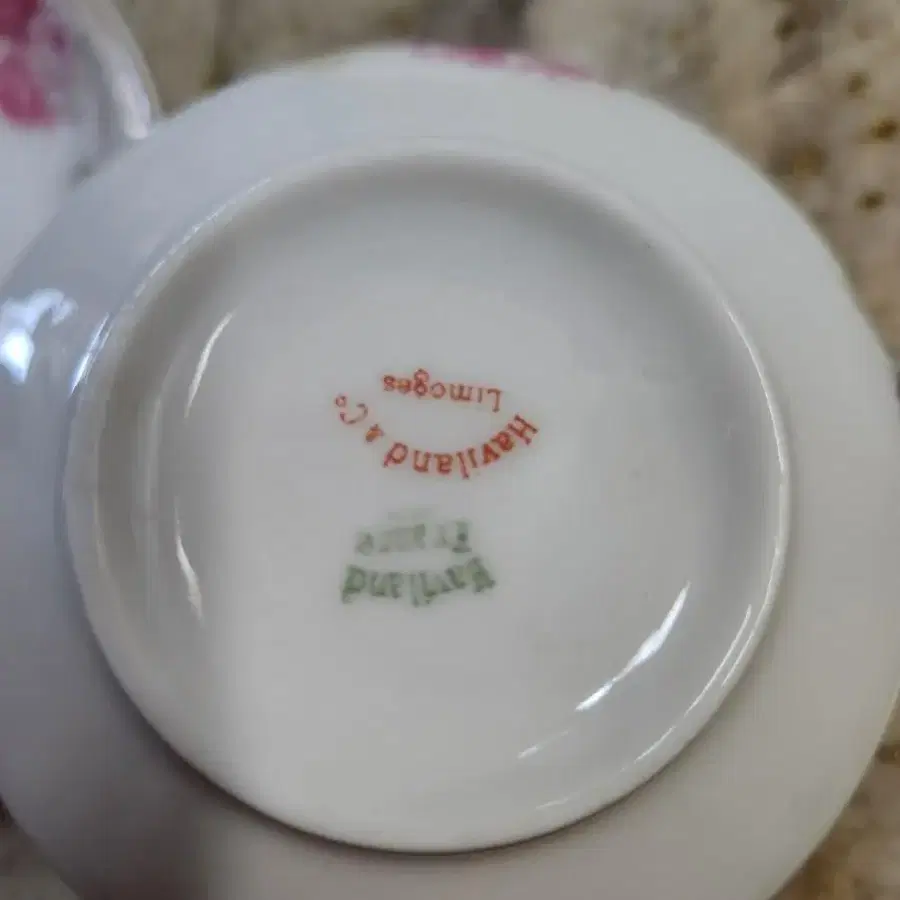 Haviland
France
Haviland & Co
Limoges